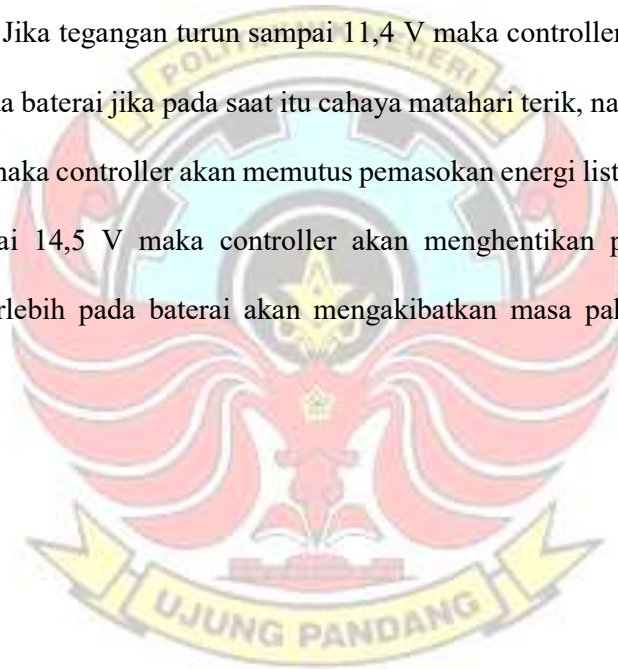 Jika tegangan turun sampai 11,4 V maka controller
baterai jika pada saat itu cahaya matahari terik, na
maka controller akan memutus pemasokan energi list
ai 14,5 V maka controller akan menghentikan p
rlebih pada baterai akan mengakibatkan masa pak
UJUNG PANDANG